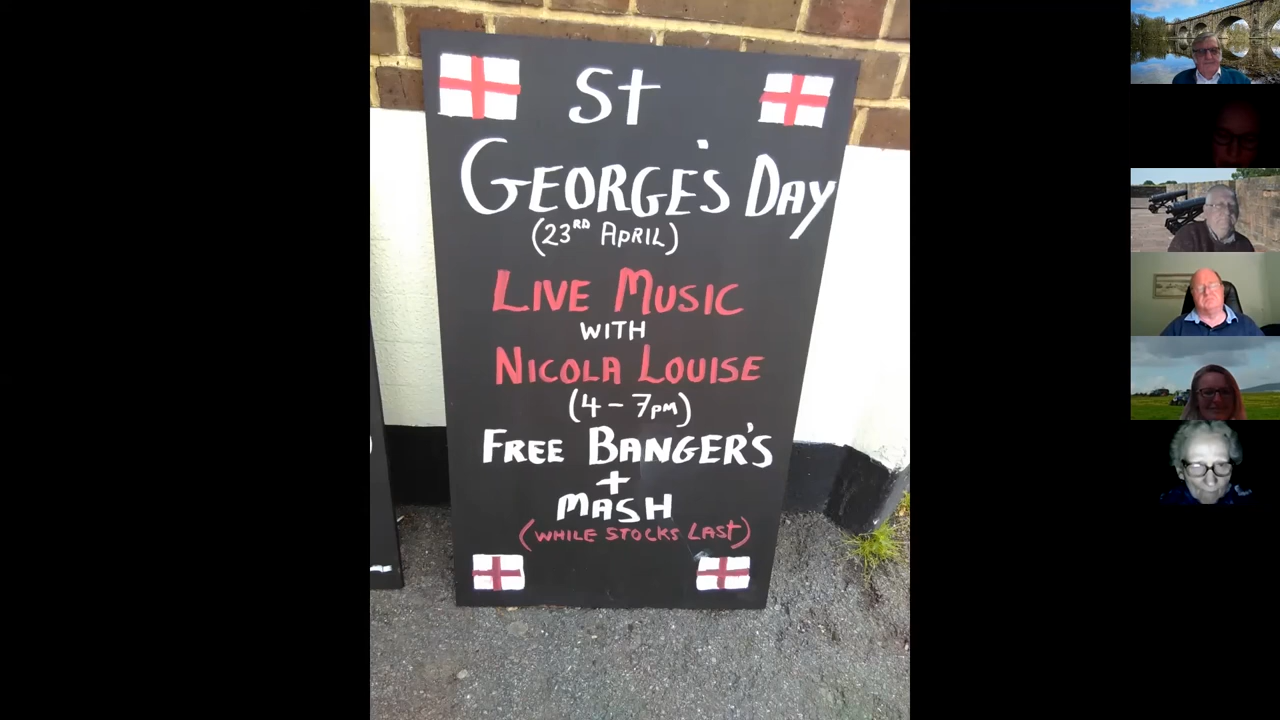 St
GEORGE'S DAY
(23RD APRIL)
LIVE MUSIC
WITH
NICOLA LOUISE
(4-7PM)
FREE BANGER'S
+
MASH
(WHILE STOCKS LAST)